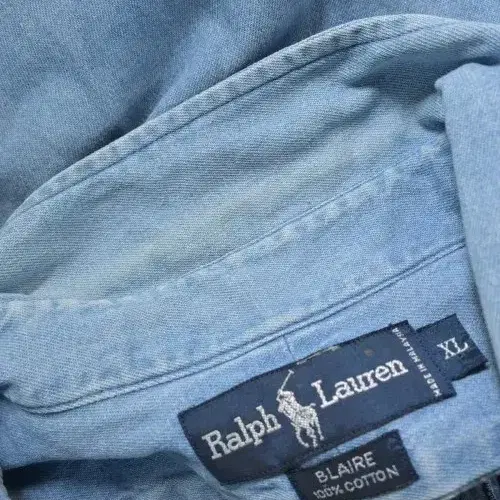 Ralph Lauren
MADE IN MALAYSIA
XL
BLAIRE
100% COTTON